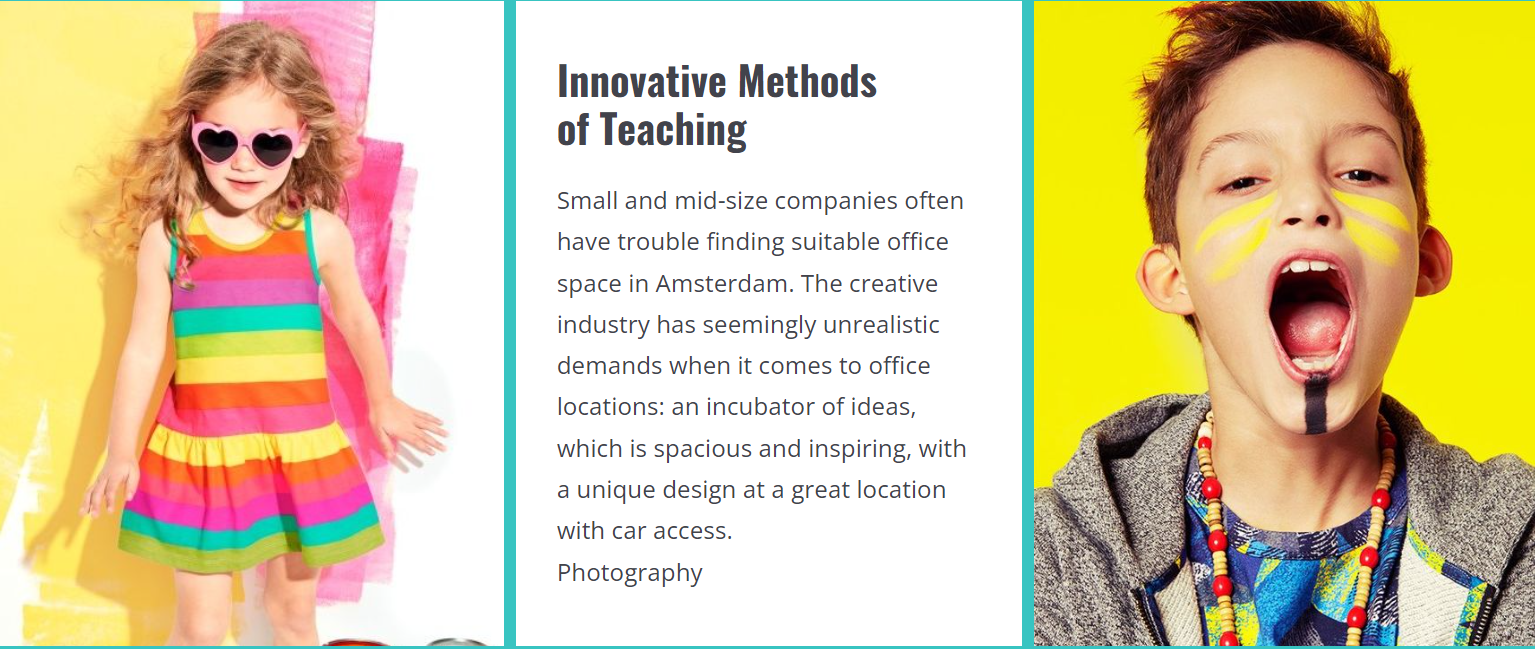 Innovative Methods
of Teaching
Small and mid-size companies often
have trouble finding suitable office
space in Amsterdam. The creative
industry has seemingly unrealistic
demands when it comes to office
locations: an incubator of ideas,
which is spacious and inspiring, with
a unique design at a great location
with car access.
Photography